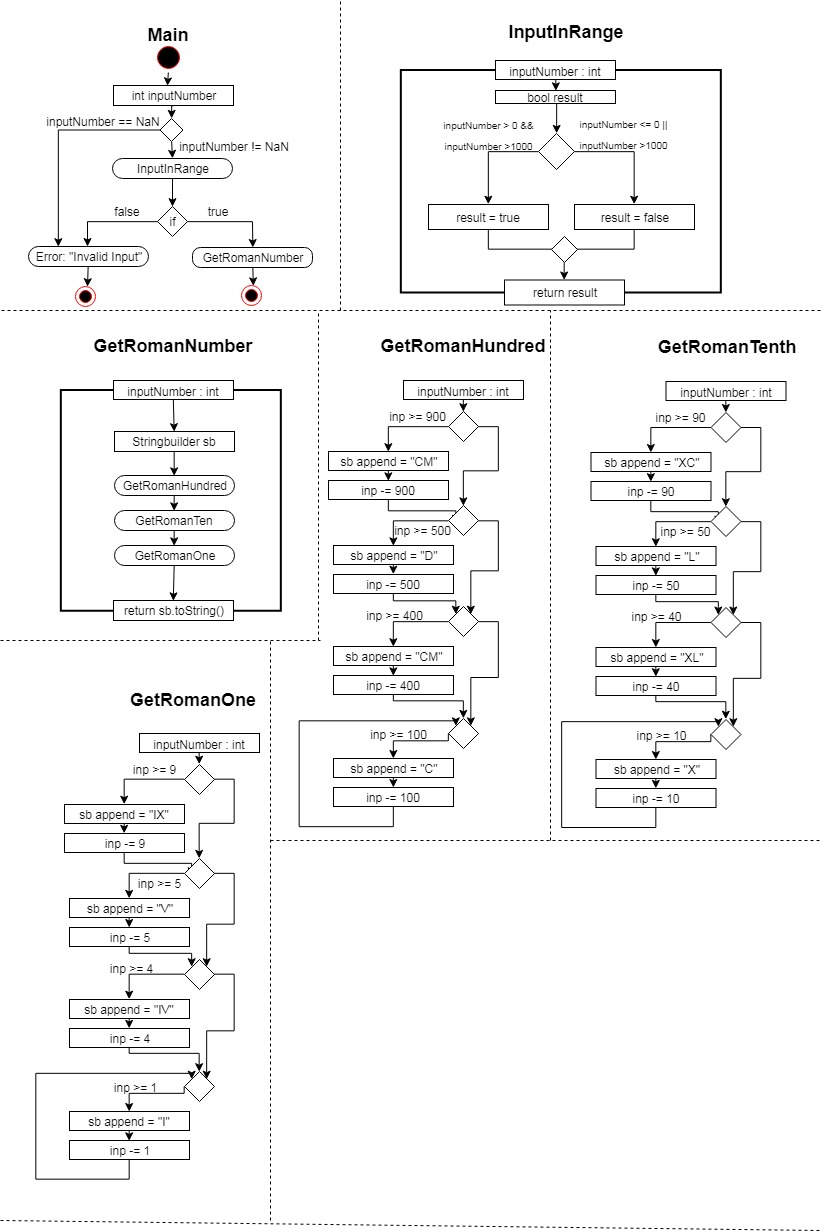 Main
int inputNumber
inputNumber == NaN
inputNumber != NaN
InputInRange
false
if
true
Error: "Invalid Input"
GetRomanNumber
InputInRange
inputNumber : int
bool result
inputNumber > 0 &&
inputNumber >1000
inputNumber <= 0 ||
inputNumber >1000
result = true
result = false
return result
GetRomanNumber
inputNumber : int
Stringbuilder sb
GetRomanHundred
GetRomanTen
GetRomanOne
return sb.toString()
GetRomanHundred
inputNumber : int
inp >= 900
sb append = "CM"
inp -= 900
inp >= 500
sb append = "D"
inp -= 500
inp >= 400
sb append = "CM"
inp -= 400
inp >= 100
sb append = "C"
inp -= 100
GetRomanTenth
inputNumber : int
inp >= 90
sb append = "XC"
inp -= 90
inp >= 50
sb append = "L"
inp -= 50
inp >= 40
sb append = "XL"
inp -= 40
inp >= 10
sb append = "X"
inp -= 10
GetRomanOne
inputNumber : int
inp >= 9
sb append = "IX"
inp -= 9
inp >= 5
sb append = "V"
inp -= 5
inp >= 4
sb append = "IV"
inp -= 4
inp >= 1
sb append = "I"
inp -= 1